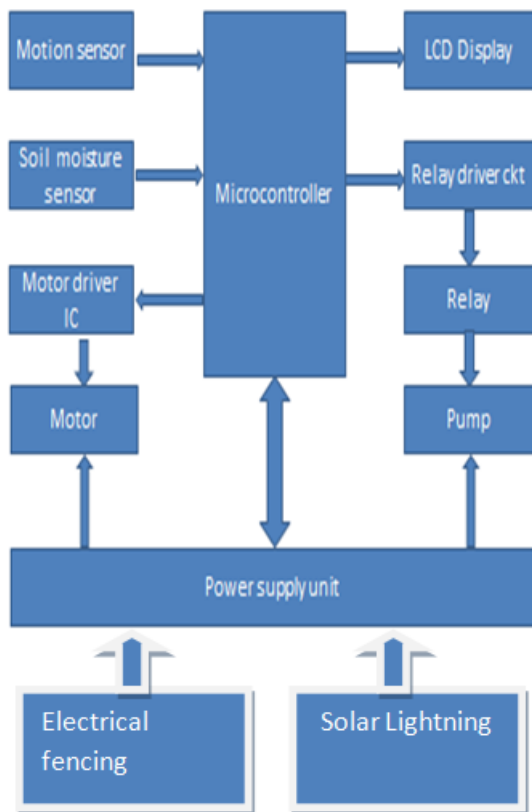 Motion sensor
LCD Display
Soil moisture
sensor
Microcontroller
Relay driver ckt
Motor driver
IC
Relay
Motor
Pump
Power supply unit
Electrical
fencing
Solar Lightning